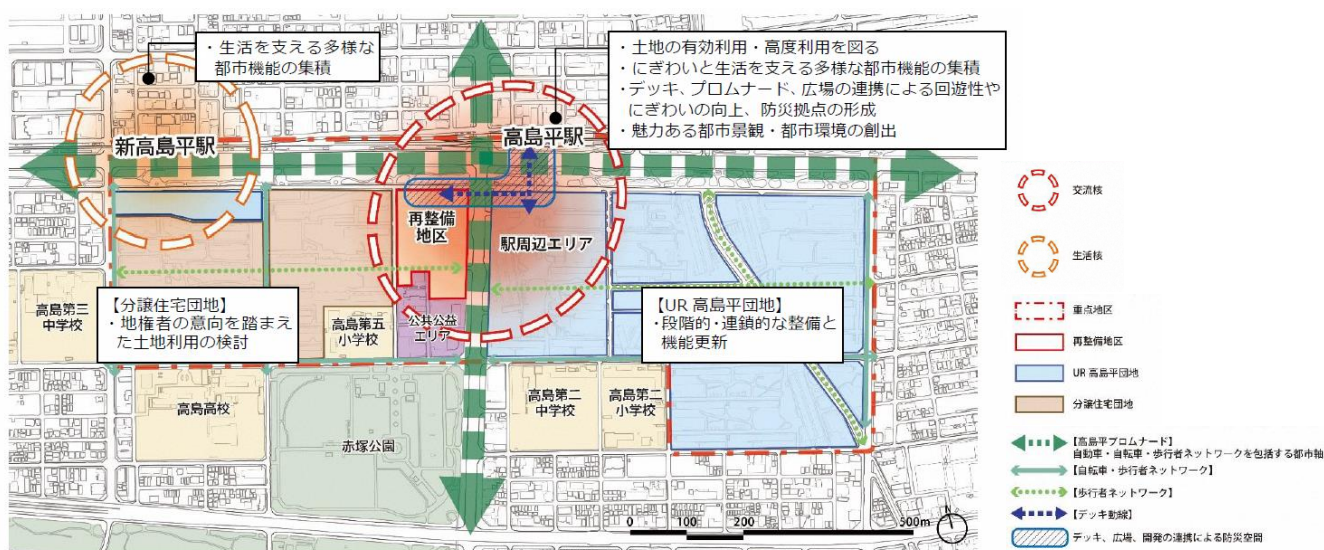 ・生活を支える多様な
都市機能の集積
・土地の有効利用・高度利用を図る
・にぎわいと生活を支える多様な都市機能の集積
・デッキ、プロムナード、広場の連携による回遊性や
にぎわいの向上、防災拠点の形成
・魅力ある都市景観・都市環境の創出
新高島平駅
高島平駅
再整備
地区
駅周辺エリア
高島第三
中学校
【分譲住宅団地】
・地権者の意向を踏まえ
た土地利用の検討
高島第五
小学校
公共公益
エリア
【UR 高島平団地】
・段階的・連鎖的な整備と
機能更新
高島高校
赤塚公園
高島第二
中学校
高島第二
小学校
0 100 200 500m
N
交流核
生活核
重点地区
再整備地区
UR 高島平団地
分譲住宅団地
【高島平プロムナード】
自動車・自転車・歩行者ネットワークを包括する都市軸
【自転車・歩行者ネットワーク】
【歩行者ネットワーク】
【デッキ動線】
デッキ、広場、開発の連携による防災空間